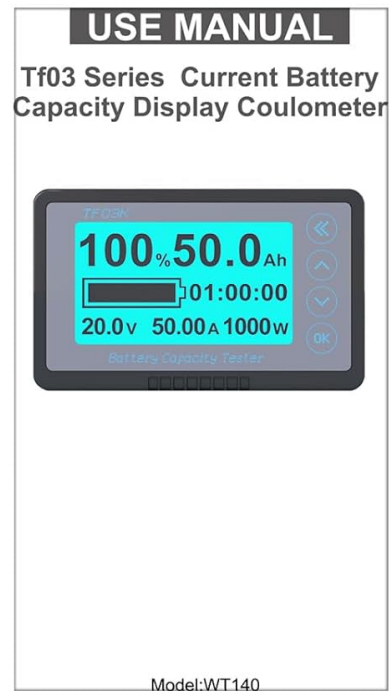 USE MANUAL
Tf03 Series Current Battery
Capacity Display Coulometer
TF03K
100%50.0Ah
01:00:00
20.0V 50.00A 1000W
OK
Battery Capacity Tester
Model:WT140